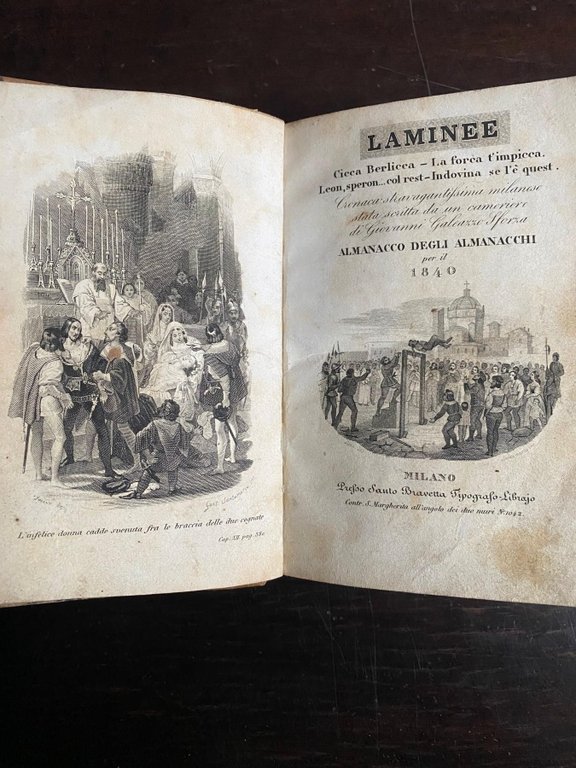 L'infelice donna cadde svenuta fra le braccia delle due cognate
Cap. pag.
LAMINEE
Cicca Berlicca – La forca t'impicca.
Leon, speron... col rest – Indovina se l'è quest.
Cronaca stravagantissima milanese
stata scritta da un cameriere
di Giovanni Galeazzo Sforza
ALMANACCO DEGLI ALMANACCHI
per il
1840
MILANO
Presso Santo Bravetta Tipografo-Librajo
Contr. S. Margherita all'angolo dei due muri N.º 1042.